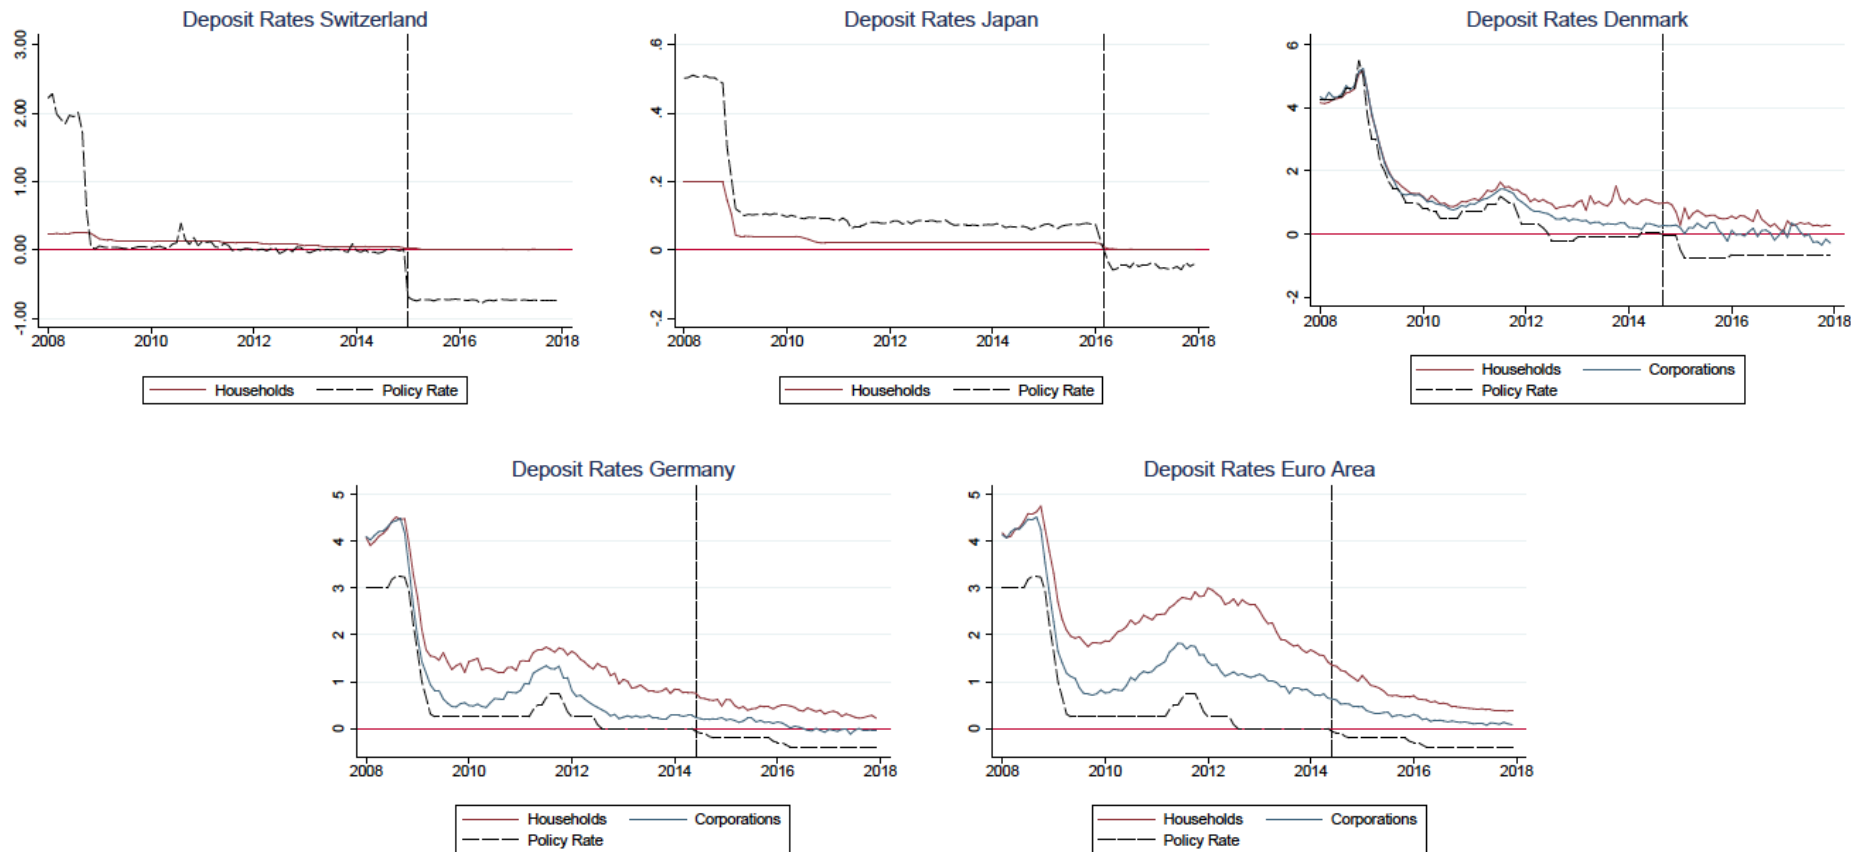 Deposit Rates Switzerland
3.00
2.00
1.00
0.00
-1.00
2008 2010 2012 2014 2016 2018
Households Policy Rate
Deposit Rates Japan
.6
.4
.2
0
-.2
2008 2010 2012 2014 2016 2018
Households Policy Rate
Deposit Rates Denmark
6
4
2
0
-2
2008 2010 2012 2014 2016 2018
Households Corporations
Policy Rate
Deposit Rates Germany
5
4
3
2
1
0
2008 2010 2012 2014 2016 2018
Households Corporations
Policy Rate
Deposit Rates Euro Area
5
4
3
2
1
0
2008 2010 2012 2014 2016 2018
Households Corporations
Policy Rate